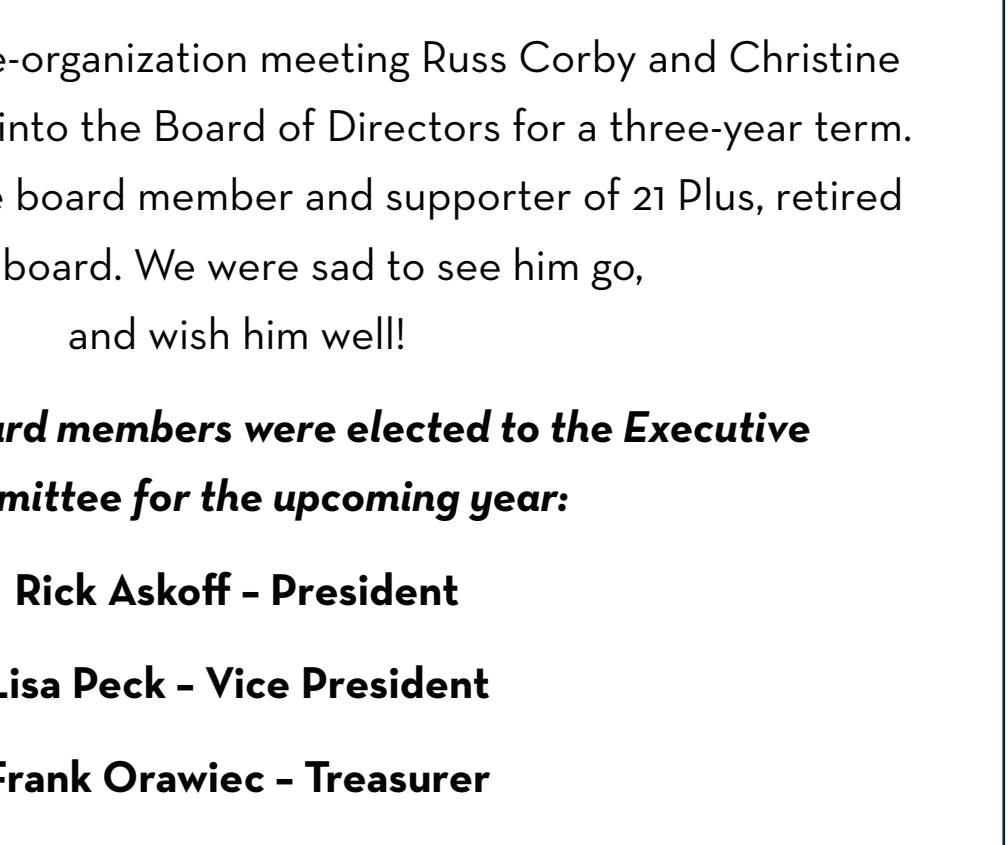 e-organization meeting Russ Corby and Christine
into the Board of Directors for a three-year term.
e board member and supporter of 21 Plus, retired
board. We were sad to see him go,
and wish him well!
ard members were elected to the Executive
mittee for the upcoming year:
Rick Askoff – President
Lisa Peck – Vice President
Frank Orawiec – Treasurer